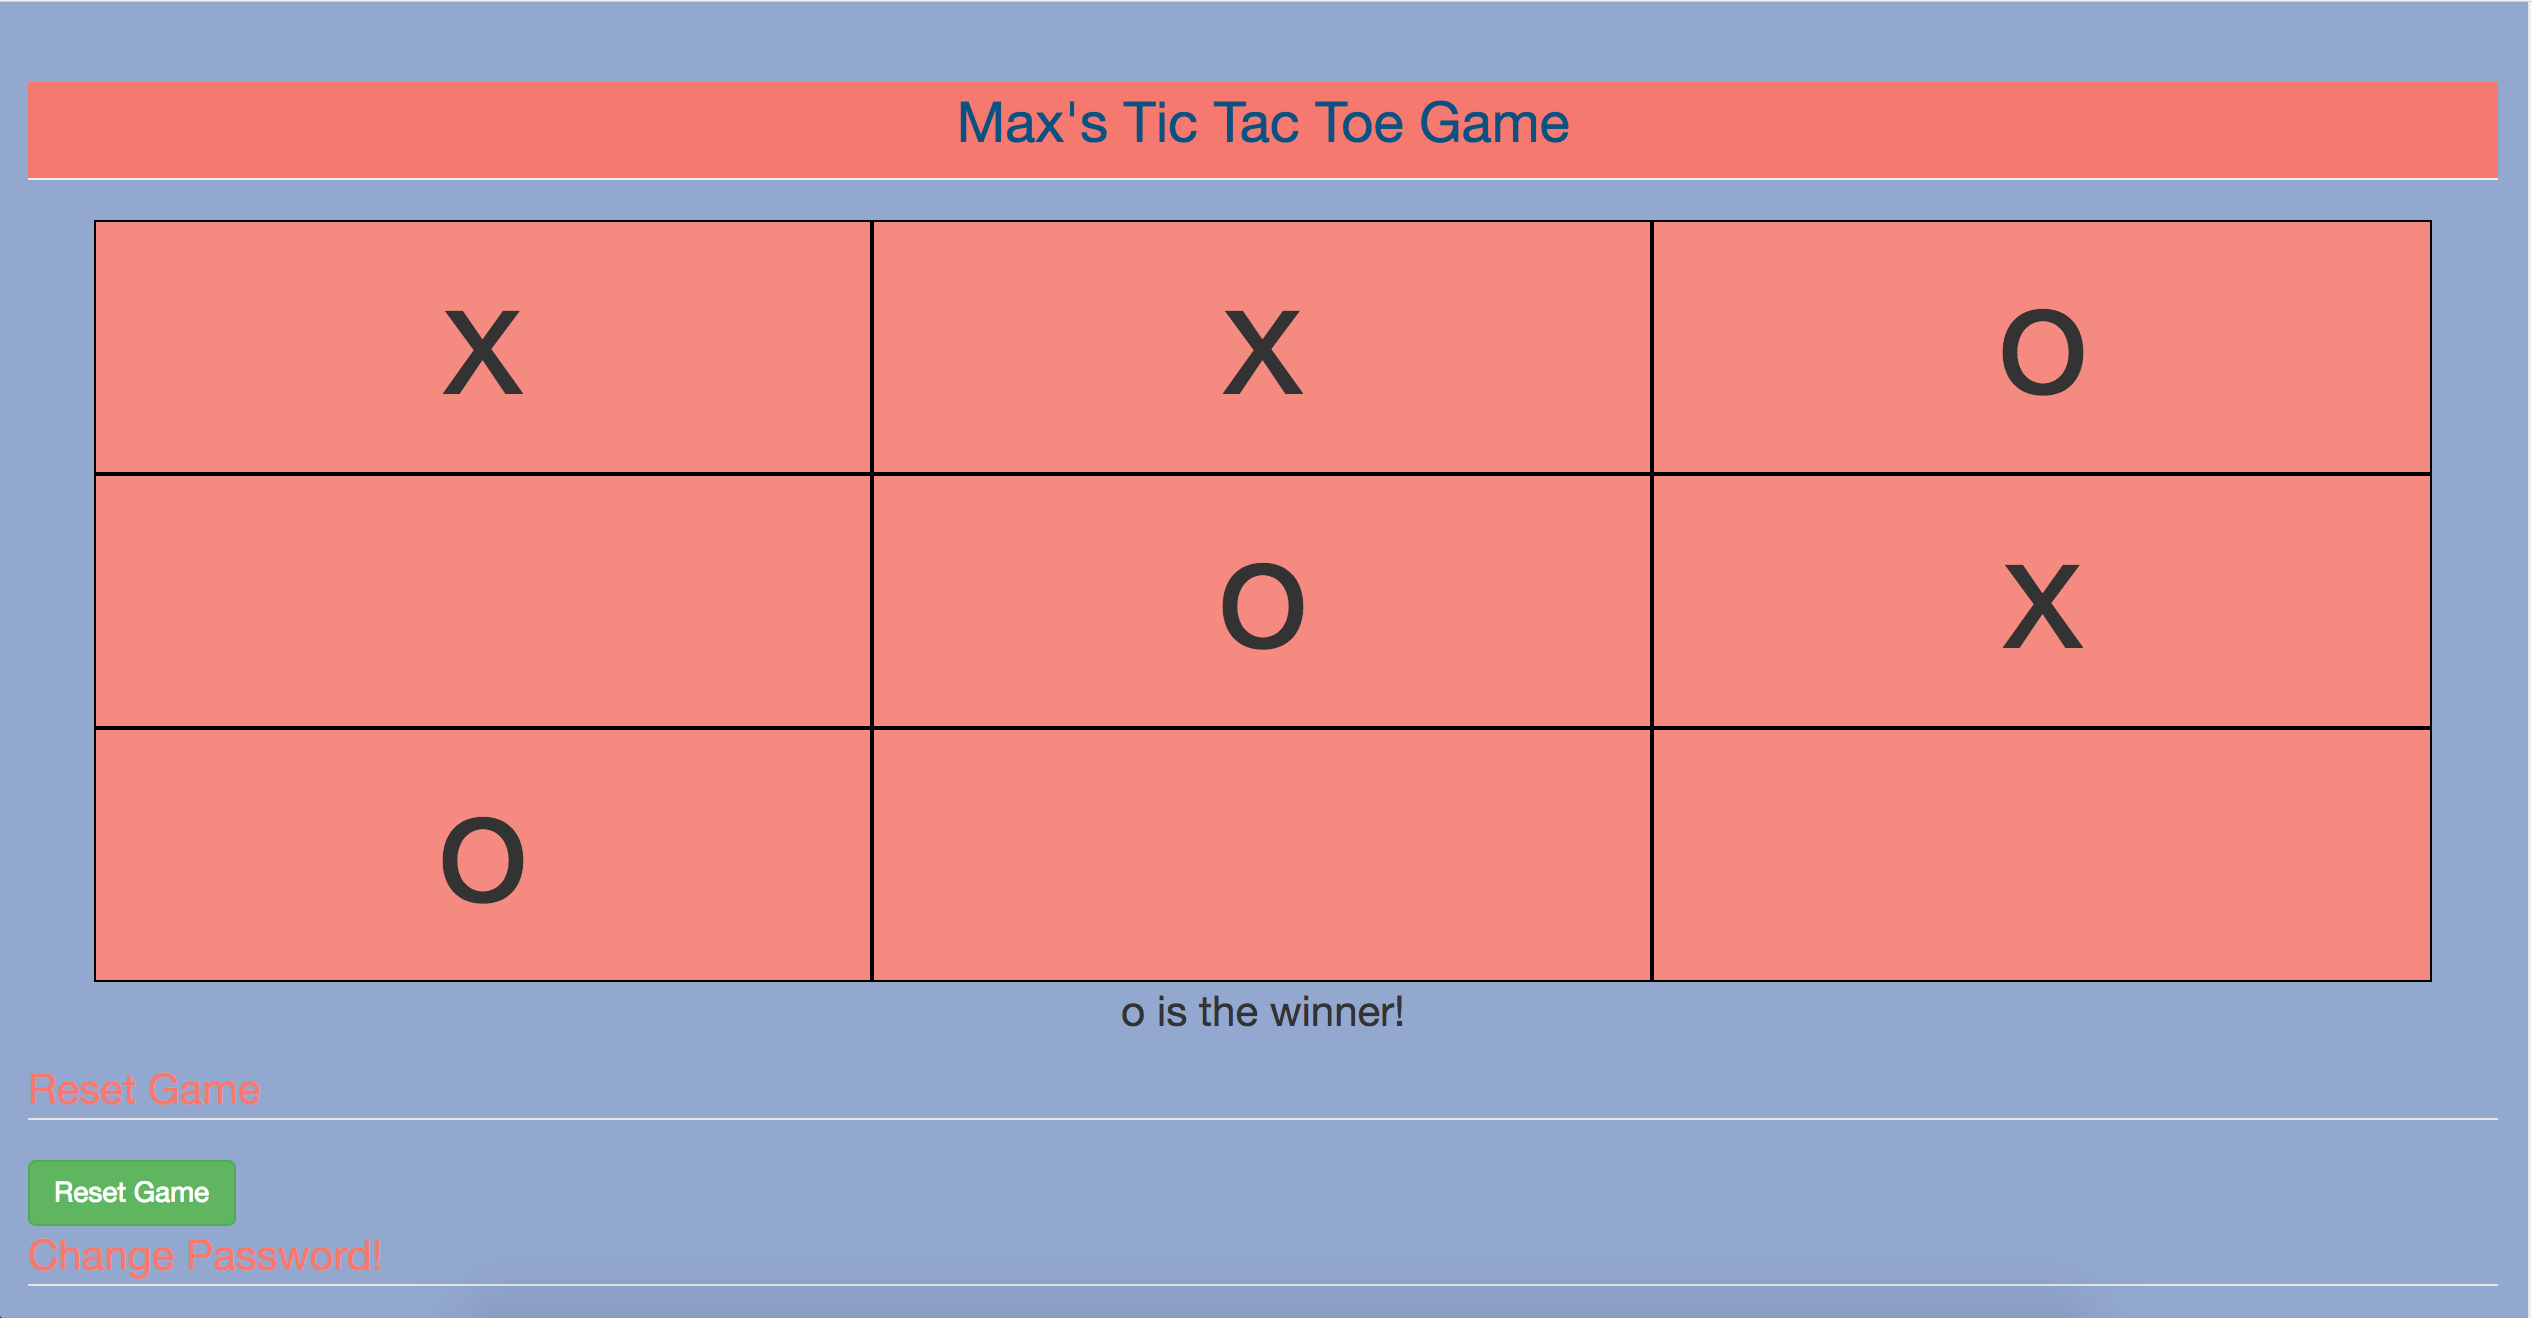 Max's Tic Tac Toe Game
X X O
O X
O
o is the winner!
Reset Game
Reset Game
Change Password!